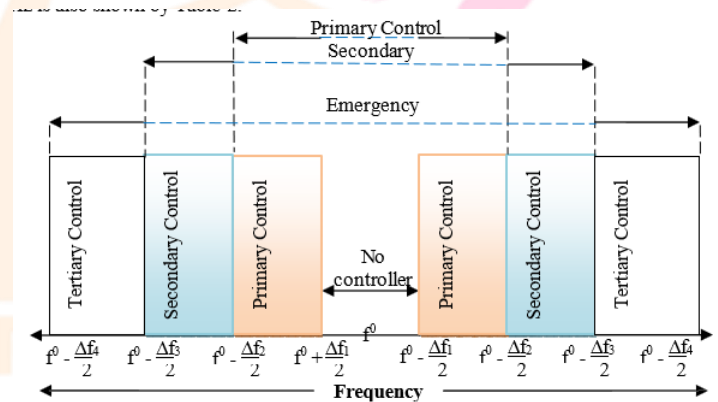 Primary Control
Secondary
Emergency
Tertiary Control
Secondary Control
Primary Control
No
controller
Primary Control
Secondary Control
Tertiary Control
f⁰
f⁰ - Δf₄/2 f⁰ - Δf₃/2 f⁰ - Δf₂/2 f⁰ + Δf₁/2 f⁰ - Δf₁/2 f⁰ - Δf₂/2 f⁰ - Δf₃/2 f⁰ - Δf₄/2
Frequency